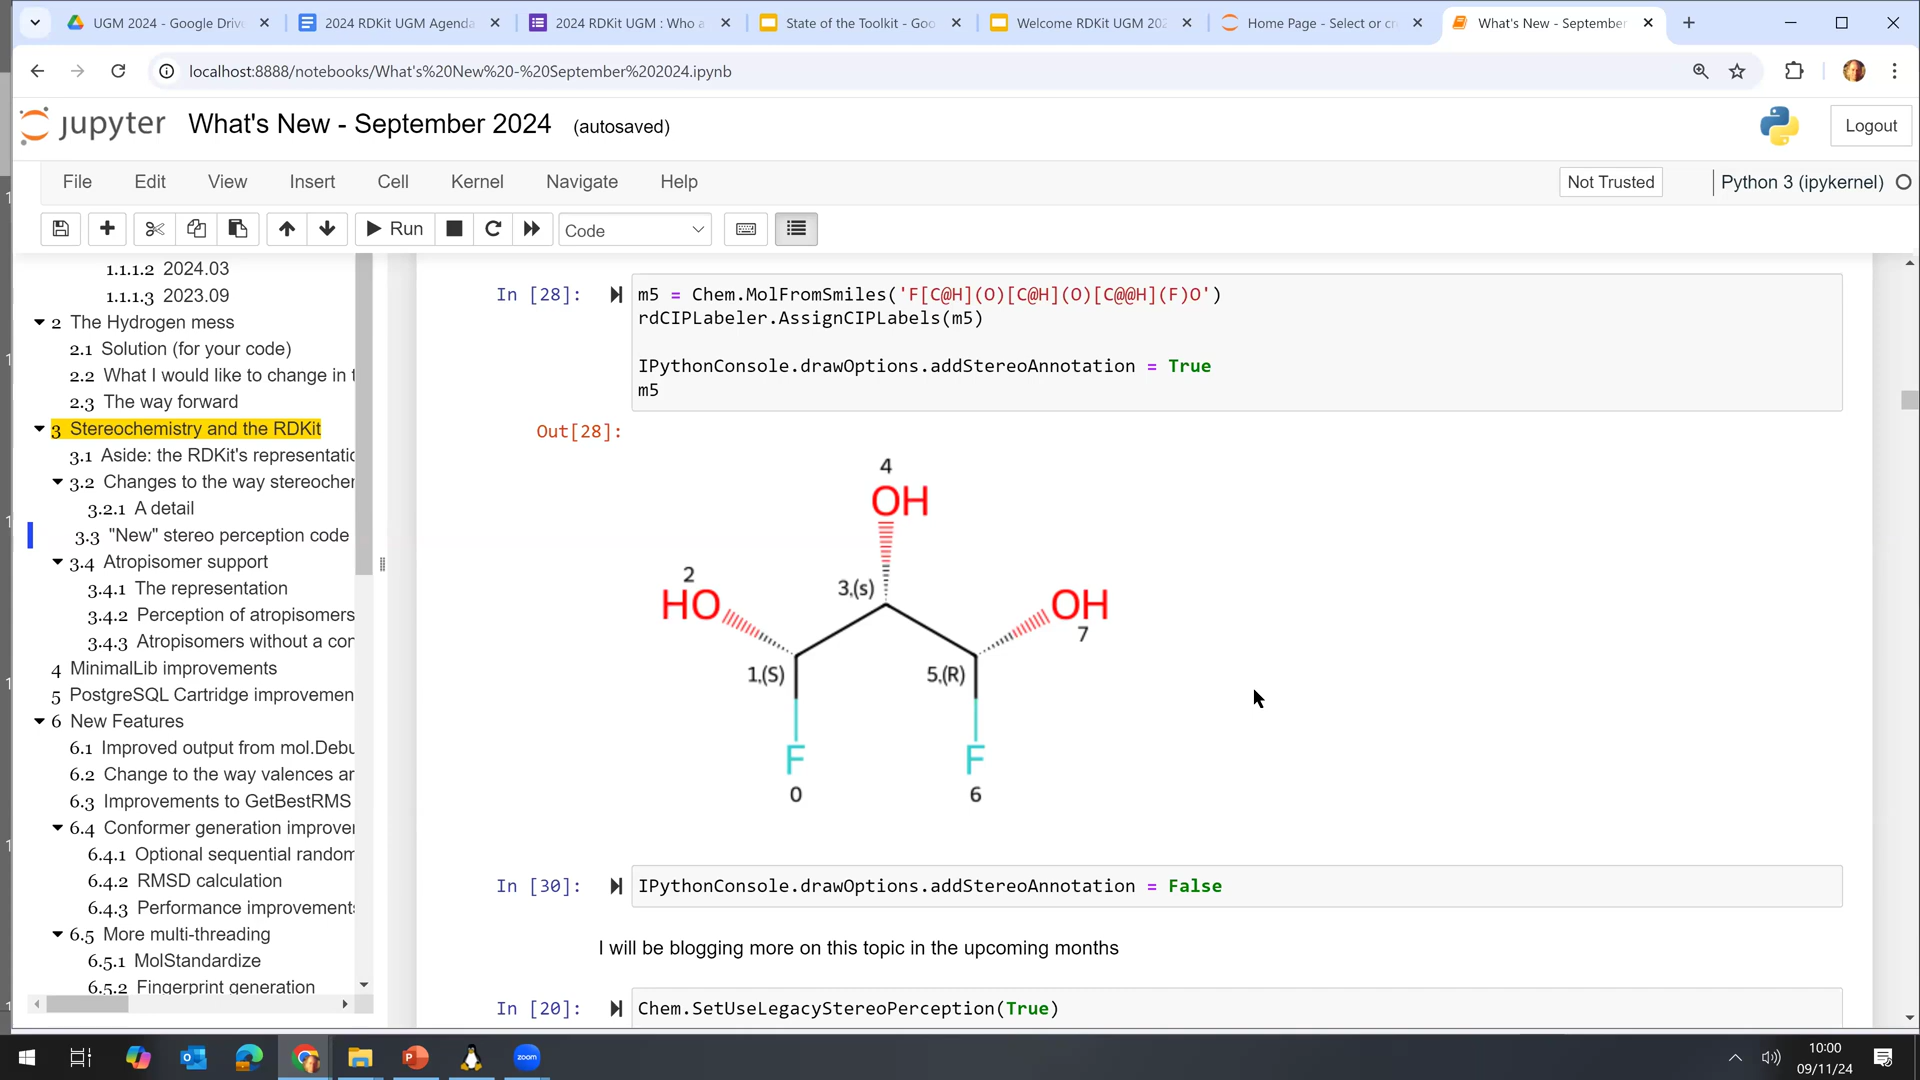 UGM 2024 - Google Driv
2024 RDKit UGM Agenda
2024 RDKit UGM : Who a
State of the Toolkit - Goo
Welcome RDKit UGM 202
Home Page - Select or cr
What's New - September
localhost:8888/notebooks/What's%20New%20-%20September%202024.ipynb
jupyter What's New - September 2024 (autosaved)
Logout
File Edit View Insert Cell Kernel Navigate Help
Not Trusted
Python 3 (ipykernel)
Run
Code
1.1.1.2 2024.03
1.1.1.3 2023.09
2 The Hydrogen mess
2.1 Solution (for your code)
2.2 What I would like to change in t
2.3 The way forward
3 Stereochemistry and the RDKit
3.1 Aside: the RDKit's representatio
3.2 Changes to the way stereocher
3.2.1 A detail
3.3 "New" stereo perception code
3.4 Atropisomer support
3.4.1 The representation
3.4.2 Perception of atropisomers
3.4.3 Atropisomers without a con
4 MinimalLib improvements
5 PostgreSQL Cartridge improvemen
6 New Features
6.1 Improved output from mol.Debu
6.2 Change to the way valences ar
6.3 Improvements to GetBestRMS
6.4 Conformer generation improver
6.4.1 Optional sequential random
6.4.2 RMSD calculation
6.4.3 Performance improvements
6.5 More multi-threading
6.5.1 MolStandardize
6.5.2 Fingerprint generation
In [28]:
m5 = Chem.MolFromSmiles('F[C@H](O)[C@H](O)[C@@H](F)O')
rdCIPLabeler.AssignCIPLabels(m5)
IPythonConsole.drawOptions.addStereoAnnotation = True
m5
Out[28]:
4
OH
2
HO
3,(s)
OH
7
1,(S)
5,(R)
F
F
0
6
In [30]:
IPythonConsole.drawOptions.addStereoAnnotation = False
I will be blogging more on this topic in the upcoming months
In [20]:
Chem.SetUseLegacyStereoPerception(True)
zoom
10:00
09/11/24